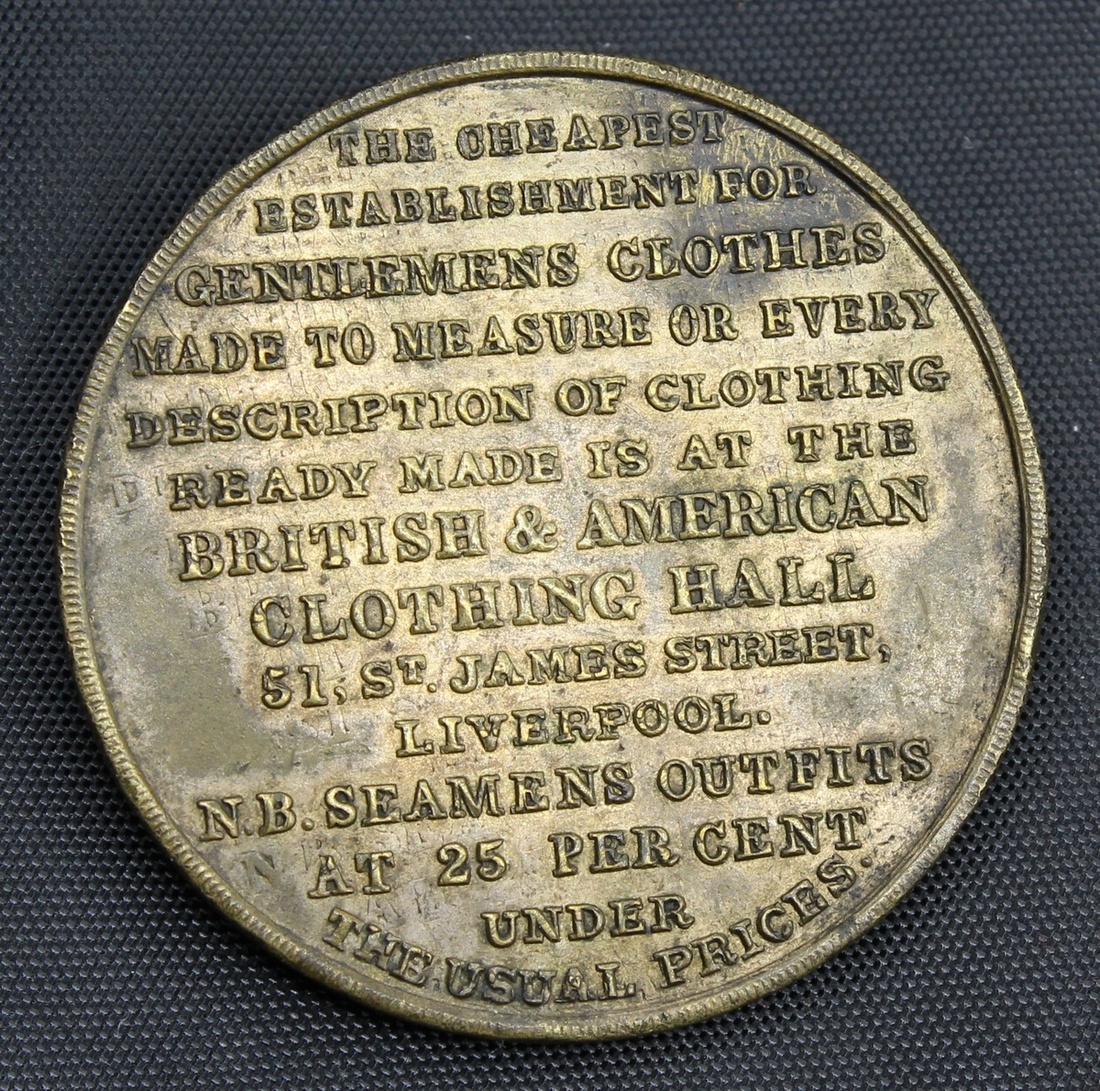 THE CHEAPEST
ESTABLISHMENT FOR
GENTLEMENS CLOTHES
MADE TO MEASURE OR EVERY
DESCRIPTION OF CLOTHING
READY MADE IS AT THE
BRITISH & AMERICAN
CLOTHING HALL
51, ST. JAMES STREET,
LIVERPOOL.
N.B. SEAMENS OUTFITS
AT 25 PER CENT
UNDER
THE USUAL PRICES.